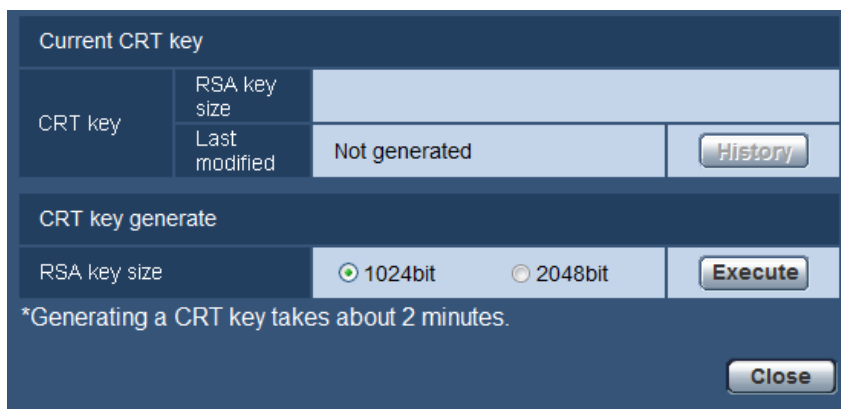 Current CRT key
CRT key
RSA key
size
Last
modified
Not generated
History
CRT key generate
RSA key size
1024bit
2048bit
Execute
*Generating a CRT key takes about 2 minutes.
Close